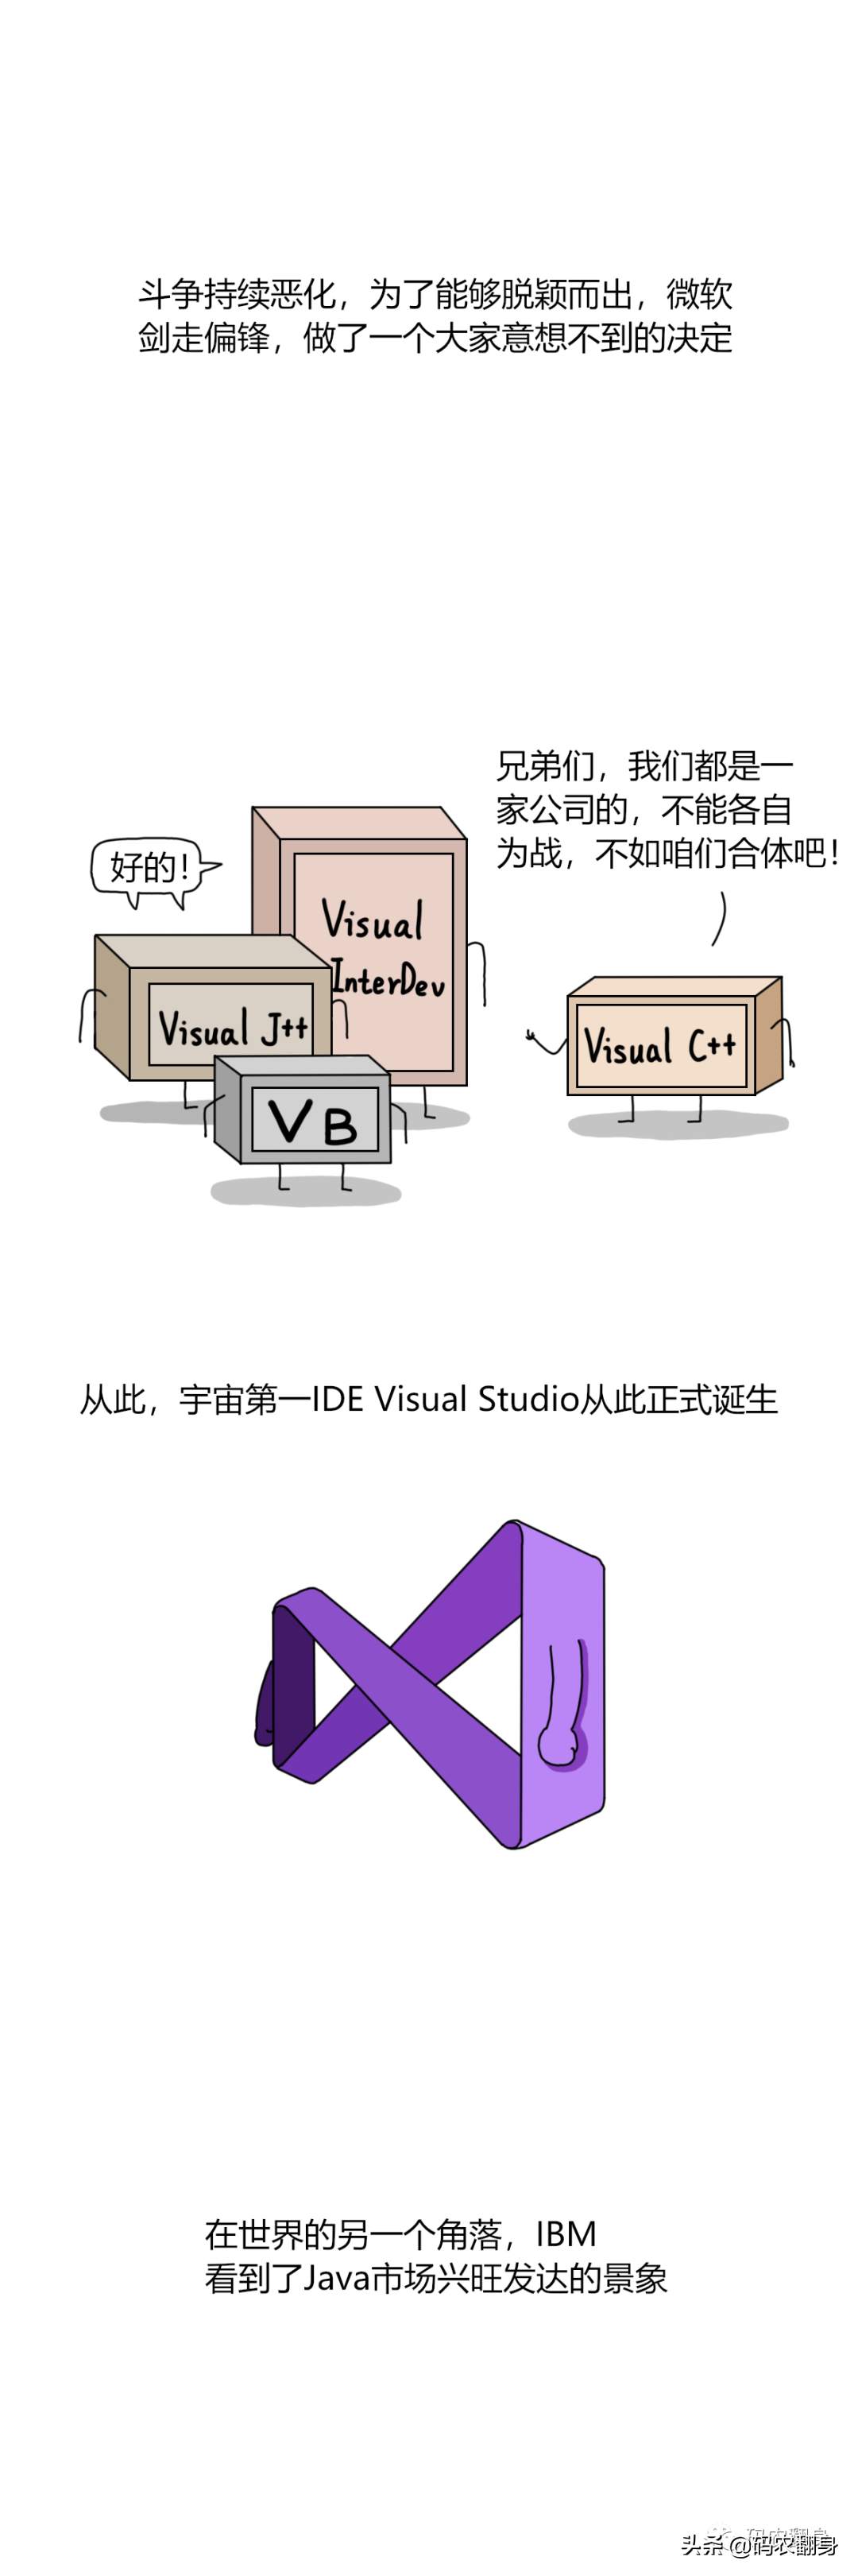 斗争持续恶化，为了能够脱颖而出，微软
剑走偏锋，做了一个大家意想不到的决定
兄弟们，我们都是一
家公司的，不能各自
为战，不如咱们合体吧！
好的！
Visual
InterDev
Visual J++
VB
Visual C++
从此，宇宙第一IDE Visual Studio从此正式诞生
在世界的另一个角落，IBM
看到了Java市场兴旺发达的景象
码农翻身
头条 @码农翻身